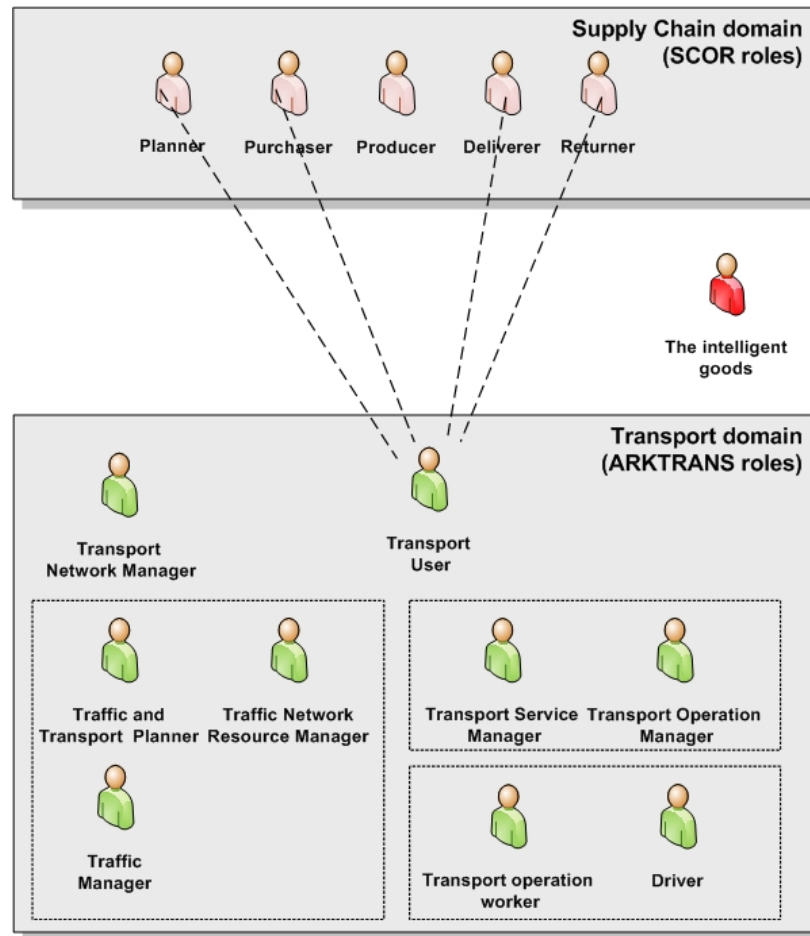 Supply Chain domain
(SCOR roles)
Planner
Purchaser
Producer
Deliverer
Returner
The intelligent
goods
Transport domain
(ARKTRANS roles)
Transport
Network Manager
Transport
User
Traffic and
Transport Planner
Traffic Network
Resource Manager
Transport Service
Manager
Transport Operation
Manager
Traffic
Manager
Transport operation
worker
Driver